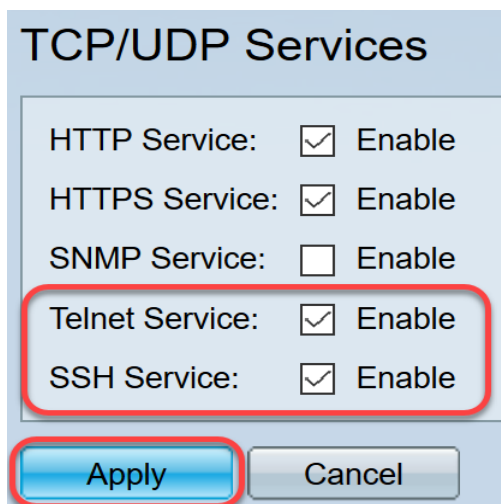 TCP/UDP Services
HTTP Service: Enable
HTTPS Service: Enable
SNMP Service: Enable
Telnet Service: Enable
SSH Service: Enable
Apply Cancel